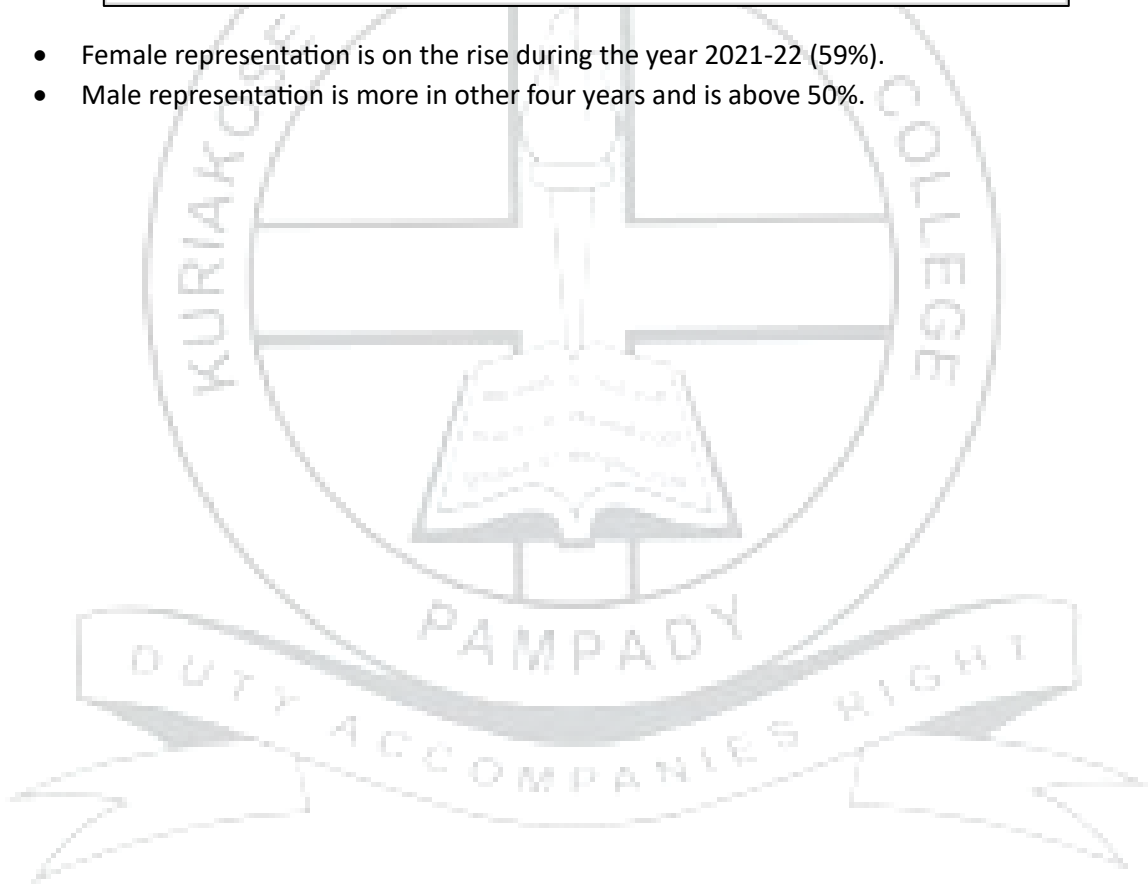 • Female representation is on the rise during the year 2021-22 (59%).
• Male representation is more in other four years and is above 50%.
KURIAKOSE
COLLEGE
PAMPADY
DUTY ACCOMPANIES RIGHT